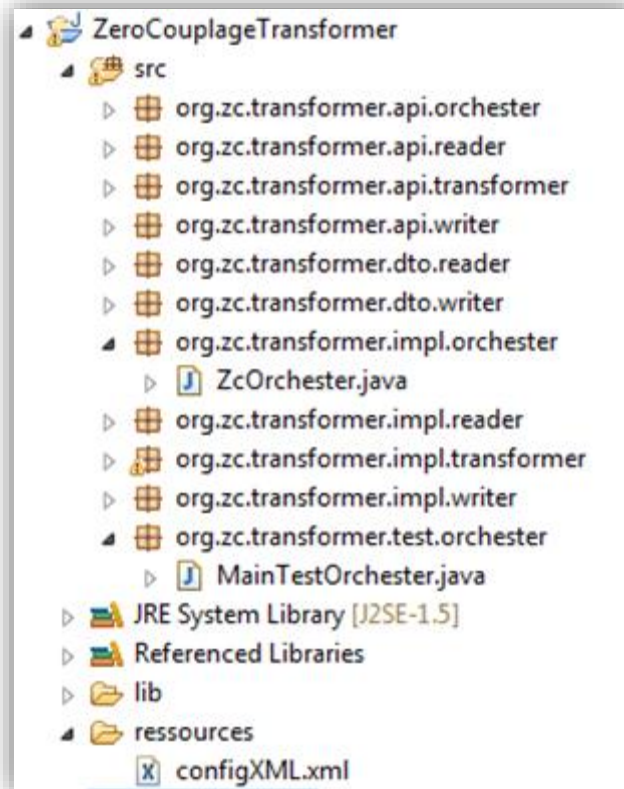 ZeroCouplageTransformer
src
org.zc.transformer.api.orchester
org.zc.transformer.api.reader
org.zc.transformer.api.transformer
org.zc.transformer.api.writer
org.zc.transformer.dto.reader
org.zc.transformer.dto.writer
org.zc.transformer.impl.orchester
ZcOrchester.java
org.zc.transformer.impl.reader
org.zc.transformer.impl.transformer
org.zc.transformer.impl.writer
org.zc.transformer.test.orchester
MainTestOrchester.java
JRE System Library [J2SE-1.5]
Referenced Libraries
lib
ressources
configXML.xml